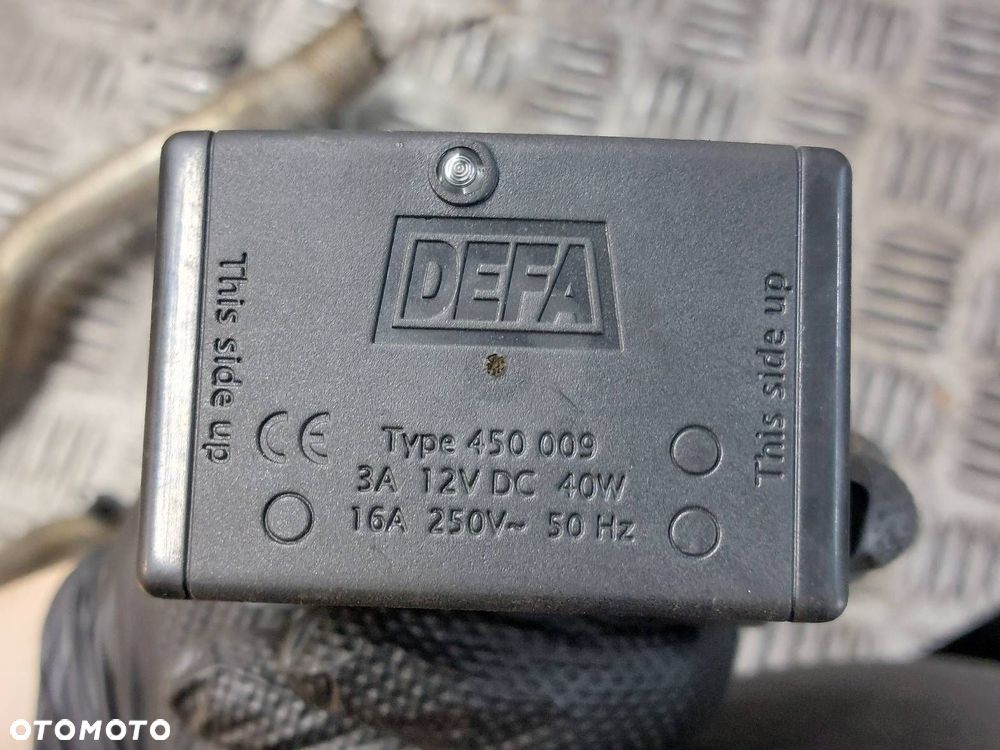 DEFA
This side up
This side up
CE
Type 450 009
3A 12V DC 40W
16A 250V~ 50 Hz
OTOMOTO